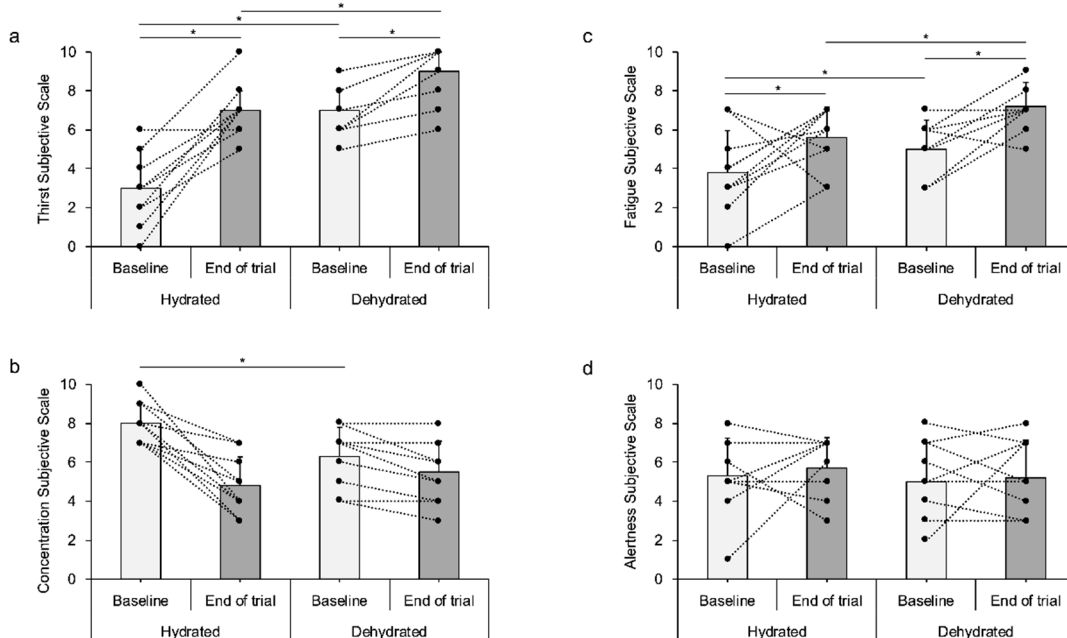 a
* *
* *
Thirst Subjective Scale
10
8
6
4
2
0
Baseline End of trial Baseline End of trial
Hydrated Dehydrated
c
*
*
*
*
Fatigue Subjective Scale
10
8
6
4
2
0
Baseline End of trial Baseline End of trial
Hydrated Dehydrated
b
*
Concentration Subjective Scale
10
8
6
4
2
0
Baseline End of trial Baseline End of trial
Hydrated Dehydrated
d
Alertness Subjective Scale
10
8
6
4
2
0
Baseline End of trial Baseline End of trial
Hydrated Dehydrated